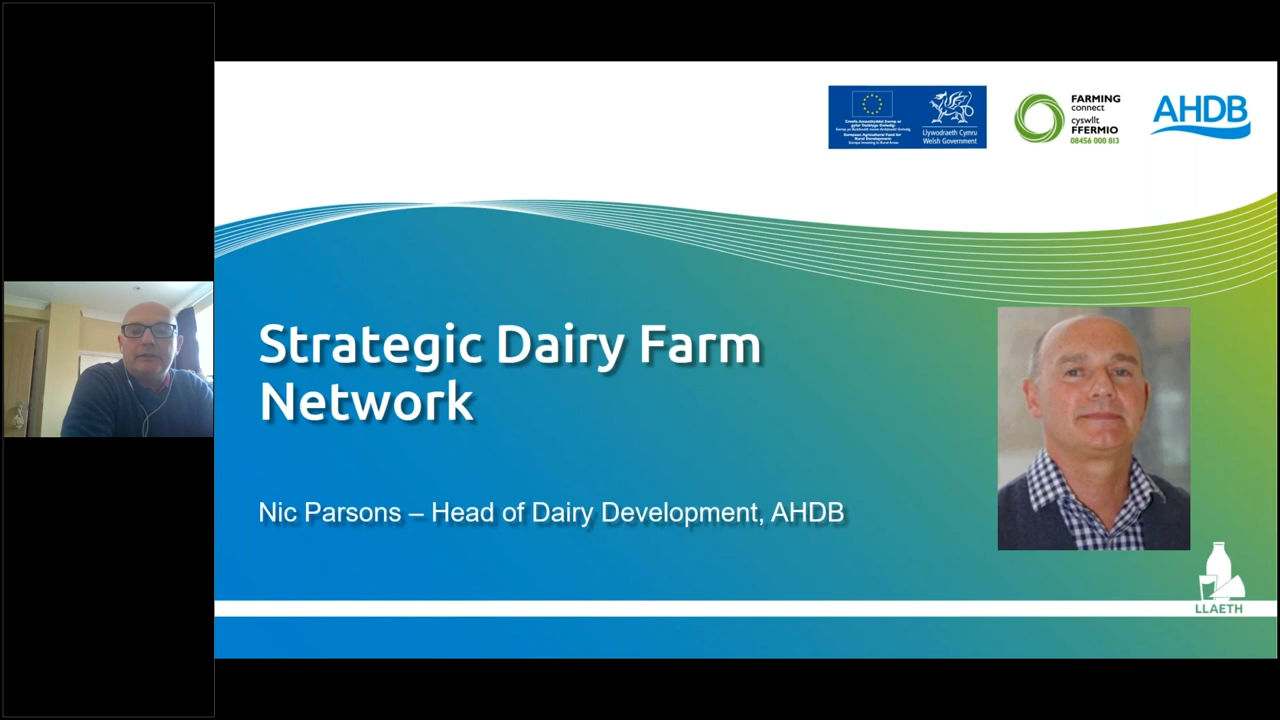 Llywodraeth Cymru
Welsh Government
FARMING
connect
cyswllt
FFERMIO
08456 000 813
AHDB
Strategic Dairy Farm
Network
Nic Parsons – Head of Dairy Development, AHDB
LLAETH